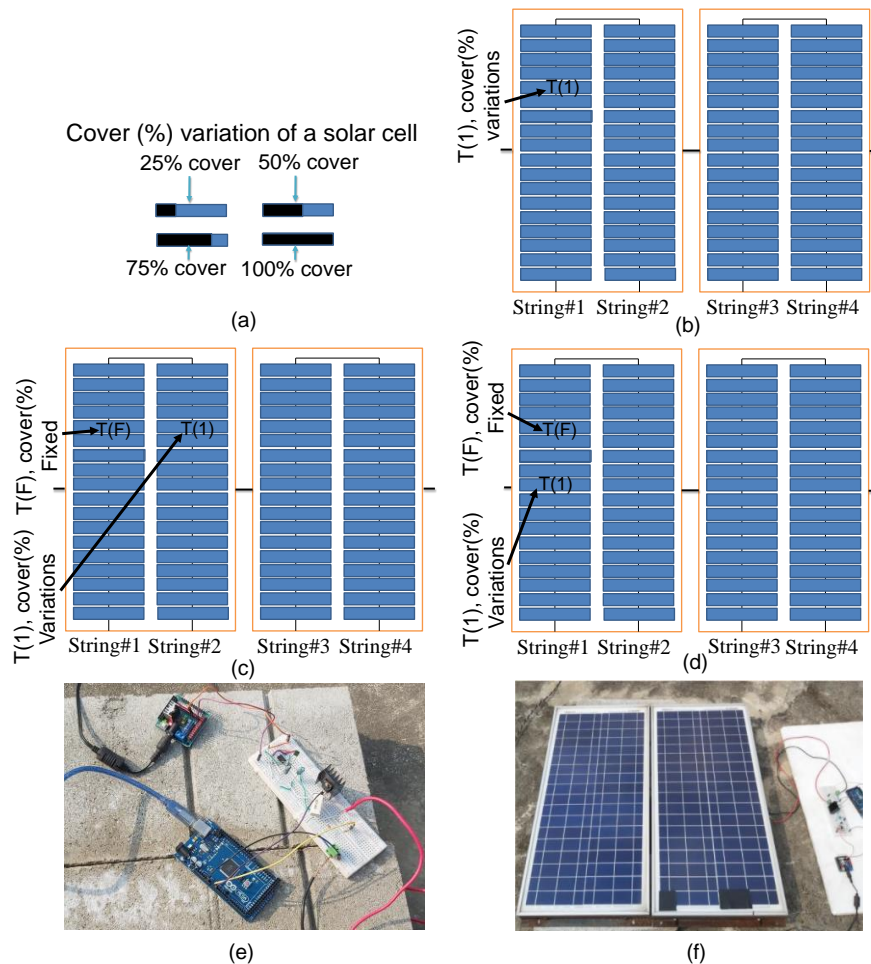 Cover (%) variation of a solar cell
25% cover
50% cover
75% cover
100% cover
(a)
T(1), cover(%)
variations
T(1)
String#1
String#2
String#3
String#4
(b)
T(F), cover(%)
Fixed
T(1), cover(%)
Variations
T(F)
T(1)
String#1
String#2
String#3
String#4
(c)
T(F), cover(%)
Fixed
T(1), cover(%)
Variations
T(F)
T(1)
String#1
String#2
String#3
String#4
(d)
(e)
(f)